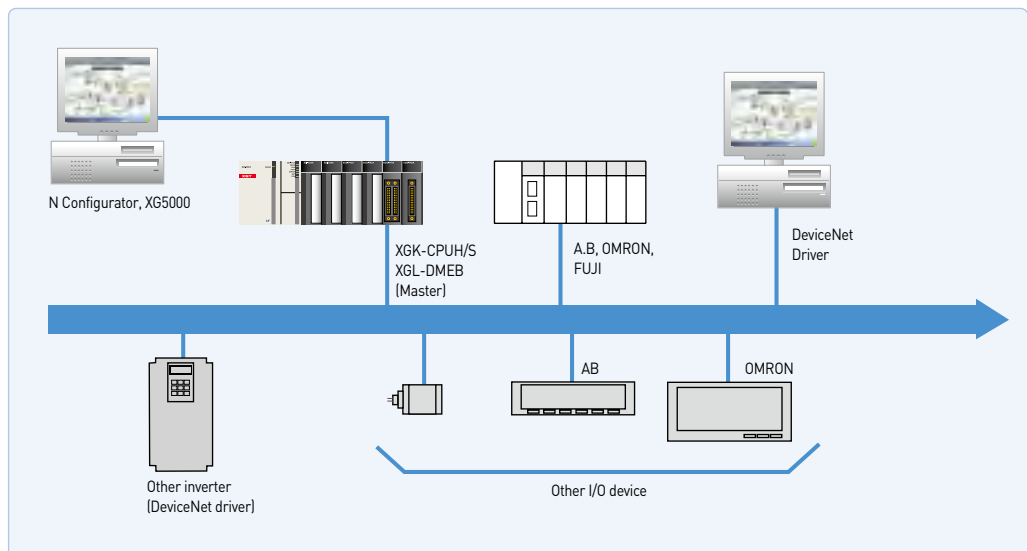 N Configurator, XG5000
XGK-CPUH/S
XGL-DMEB
(Master)
A.B, OMRON,
FUJI
DeviceNet
Driver
AB
OMRON
Other inverter
(DeviceNet driver)
Other I/O device